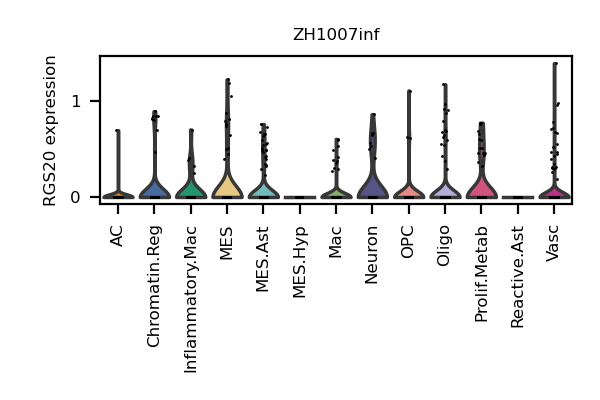 ZH1007inf
RGS20 expression
1
0
AC
Chromatin.Reg
Inflammatory.Mac
MES
MES.Ast
MES.Hyp
Mac
Neuron
OPC
Oligo
Prolif.Metab
Reactive.Ast
Vasc